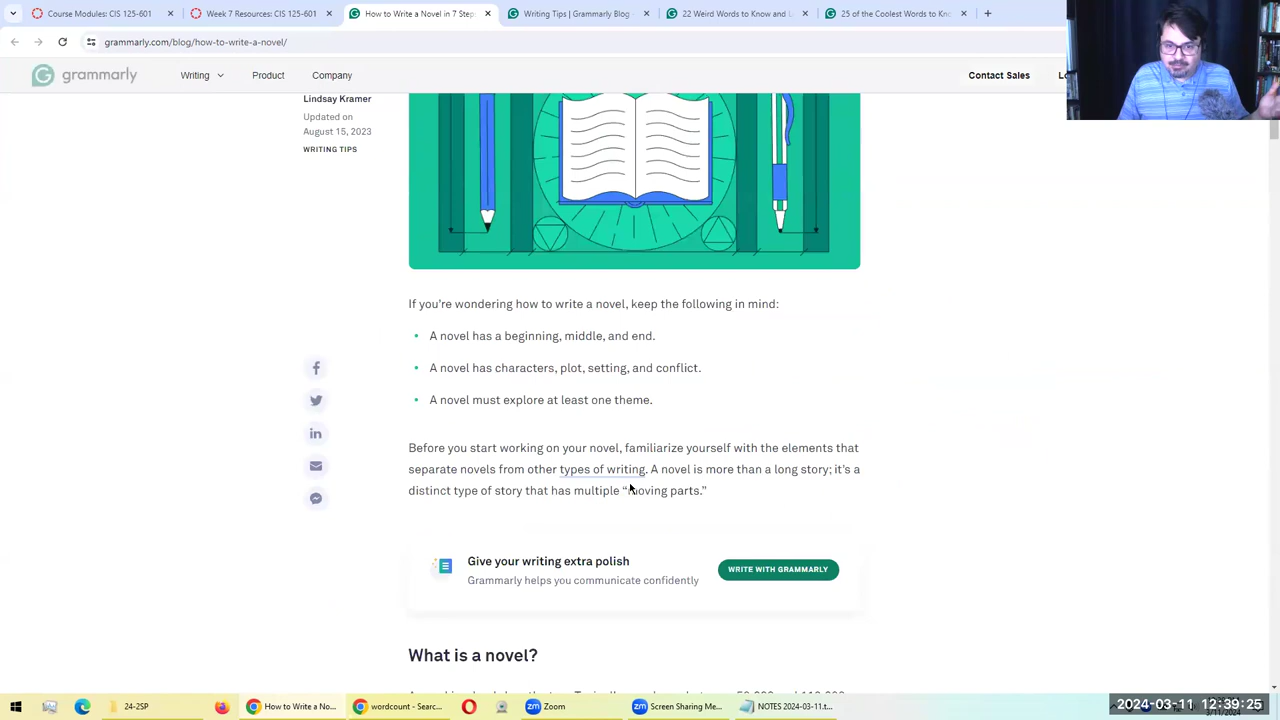 Course Modules: CIS 125-601
Week 7 Resources: CIS 125-601
How to Write a Novel in 7 Step
Writing Tips | Grammarly Blog -
22 Weird Words to Know and
25 of the Coolest Words to Kno
grammarly.com/blog/how-to-write-a-novel/
grammarly
Writing
Product
Company
Contact Sales
Lindsay Kramer
Updated on
August 15, 2023
WRITING TIPS
If you’re wondering how to write a novel, keep the following in mind:
• A novel has a beginning, middle, and end.
• A novel has characters, plot, setting, and conflict.
• A novel must explore at least one theme.
Before you start working on your novel, familiarize yourself with the elements that
separate novels from other types of writing. A novel is more than a long story; it’s a
distinct type of story that has multiple “moving parts.”
Give your writing extra polish
Grammarly helps you communicate confidently
WRITE WITH GRAMMARLY
What is a novel?
24-2SP
How to Write a No...
wordcount - Searc...
Zoom
Screen Sharing Me...
NOTES 2024-03-11.t...
2024-03-11 12:39:25